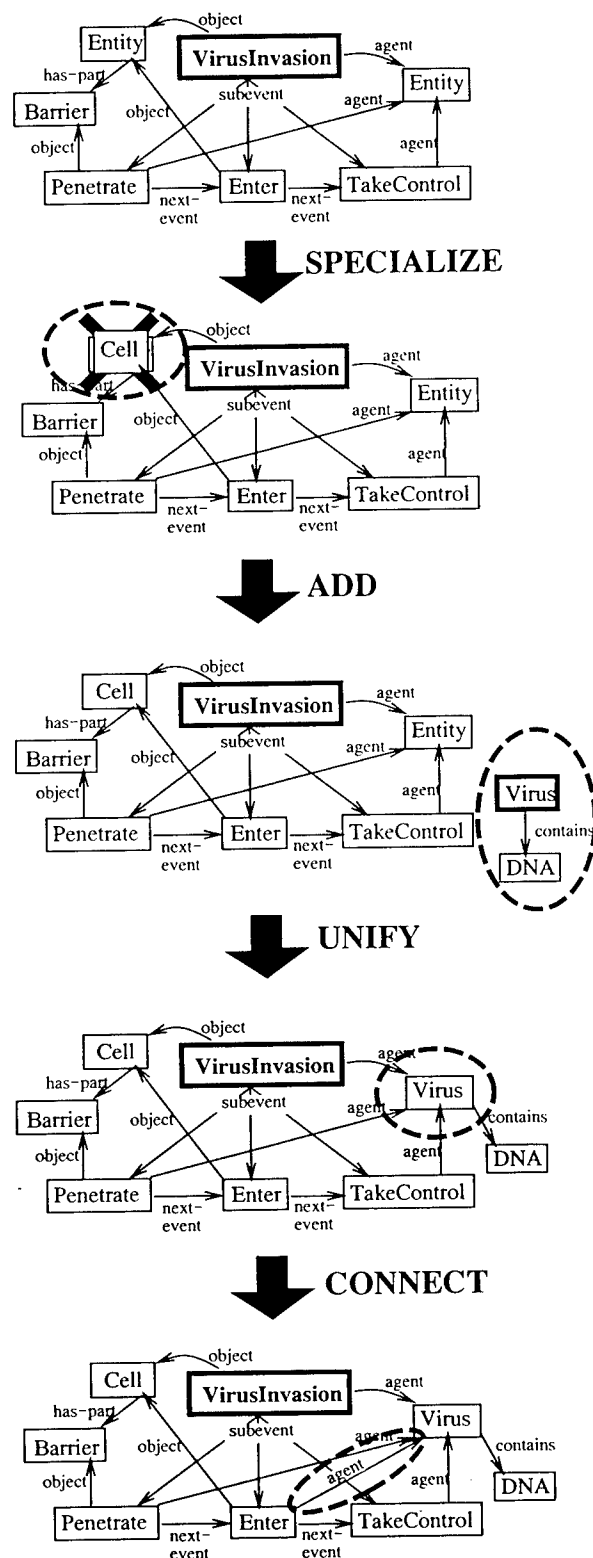 object
Entity
VirusInvasion
agent
has-part
subevent
Entity
Barrier
object
agent
object
agent
Penetrate
Enter
TakeControl
next-
event
next-
event
SPECIALIZE
object
Cell
VirusInvasion
agent
has-part
subevent
Entity
Barrier
agent
object
object
agent
Penetrate
Enter
TakeControl
next-
event
next-
event
ADD
object
Cell
VirusInvasion
agent
has-part
subevent
Entity
Barrier
object
agent
object
agent
Virus
contains
Penetrate
Enter
TakeControl
DNA
next-
event
next-
event
UNIFY
object
Cell
VirusInvasion
agent
has-part
subevent
Virus
Barrier
object
agent
contains
object
agent
DNA
Penetrate
Enter
TakeControl
next-
event
next-
event
CONNECT
object
Cell
VirusInvasion
agent
has-part
subevent
Virus
Barrier
object
agent
contains
object
agent
agent
DNA
Penetrate
Enter
TakeControl
next-
event
next-
event